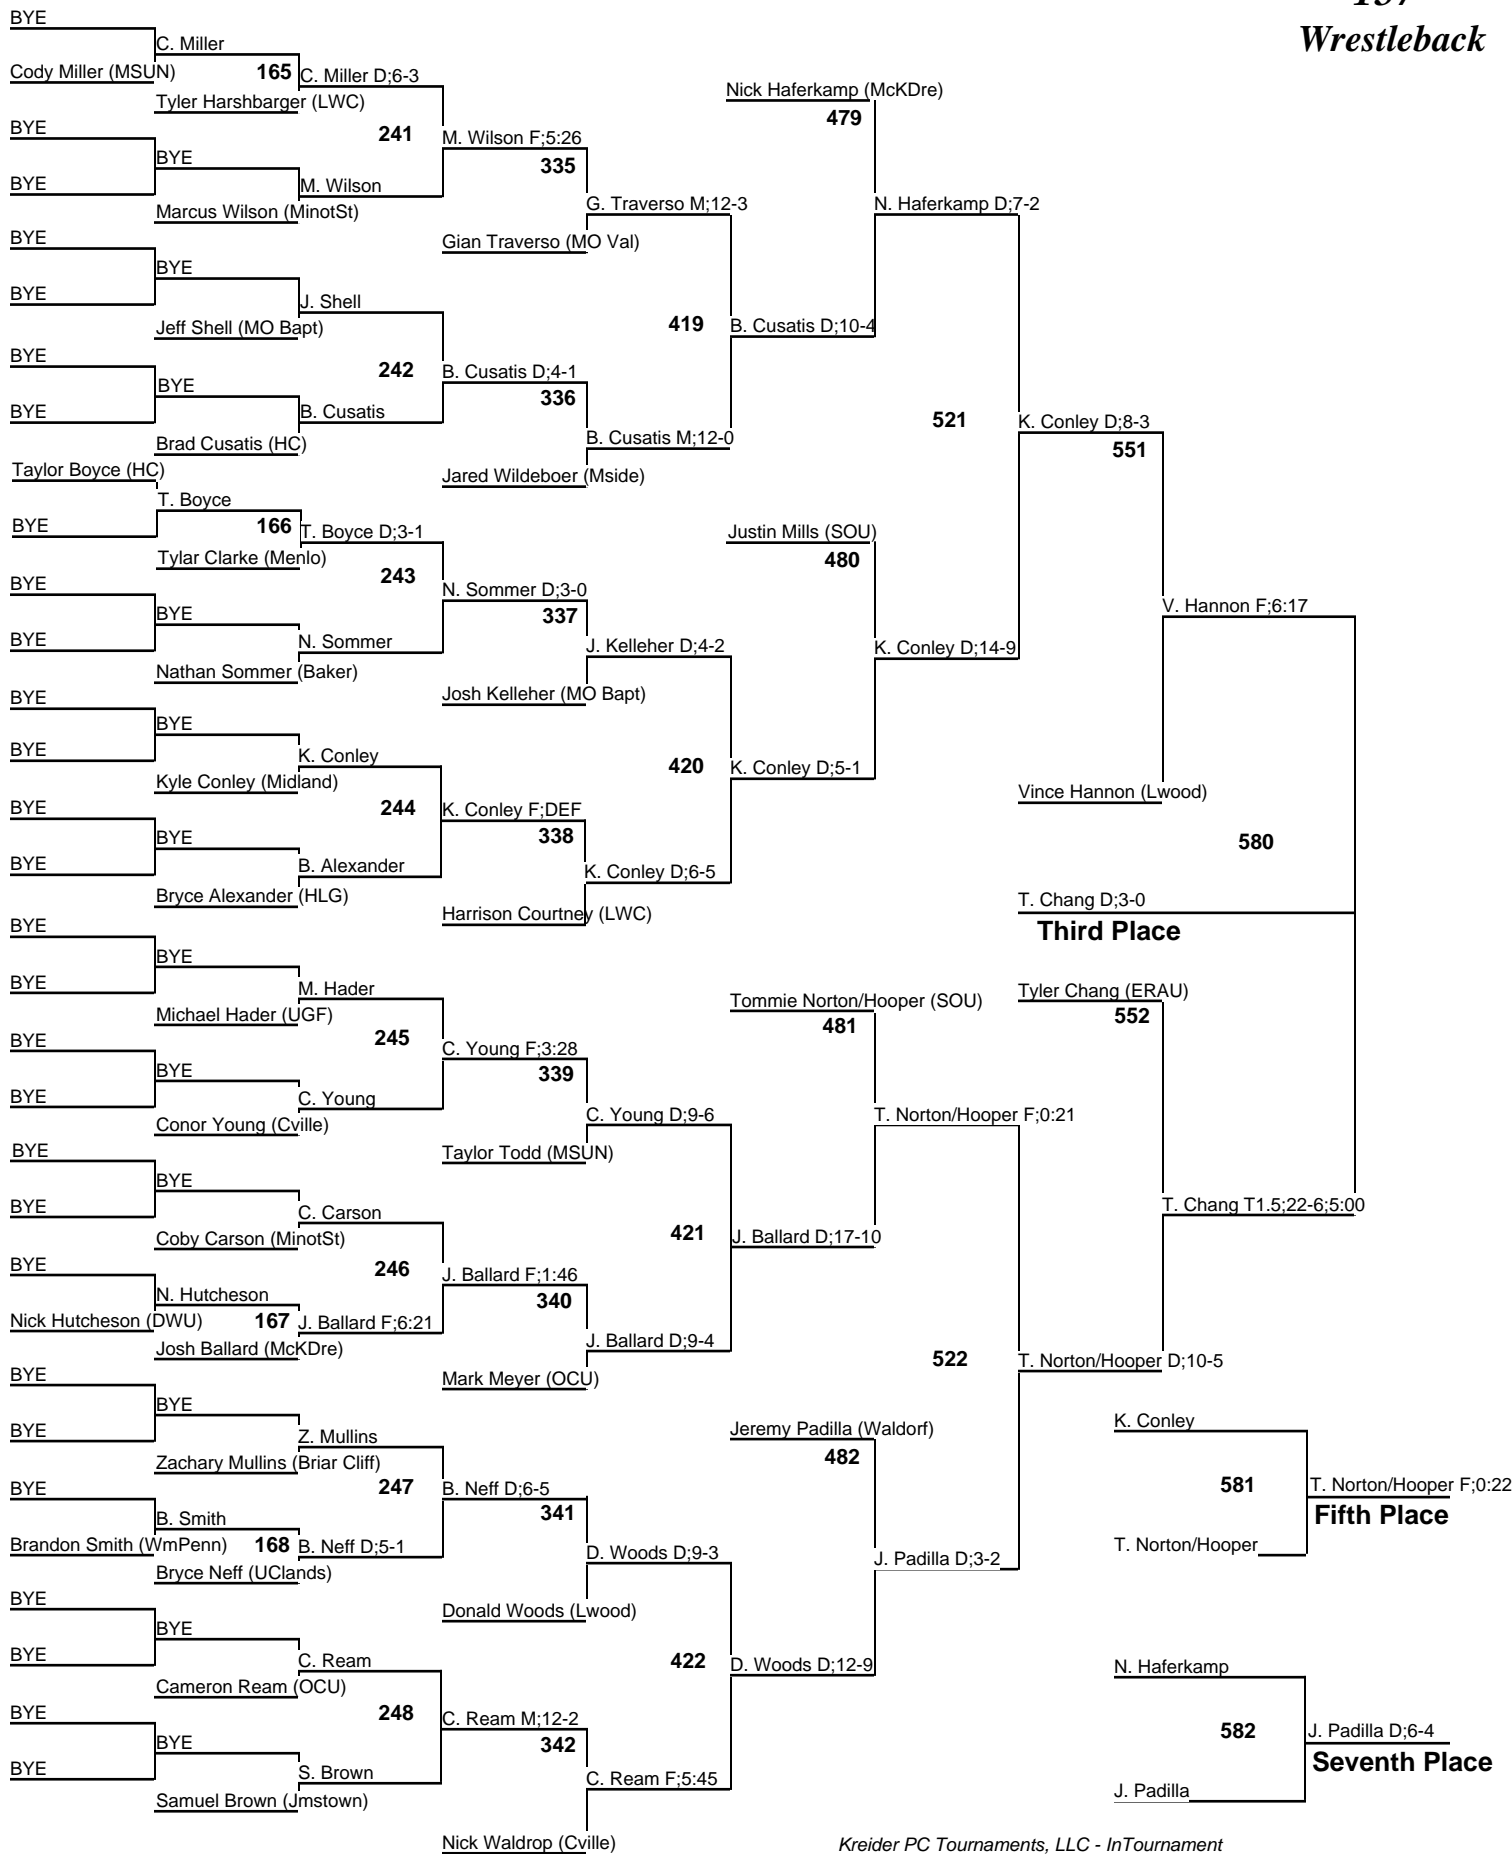 Wrestleback
BYE
C. Miller
Cody Miller (MSUN)
165
C. Miller D;6-3
Tyler Harshbarger (LWC)
241
BYE
BYE
BYE
M. Wilson
Marcus Wilson (MinotSt)
M. Wilson F;5:26
335
G. Traverso M;12-3
Gian Traverso (MO Val)
BYE
BYE
BYE
J. Shell
Jeff Shell (MO Bapt)
242
BYE
BYE
BYE
B. Cusatis
Brad Cusatis (HC)
B. Cusatis D;4-1
336
B. Cusatis M;12-0
Jared Wildeboer (Mside)
419
B. Cusatis D;10-4
Nick Haferkamp (McKDre)
479
N. Haferkamp D;7-2
Taylor Boyce (HC)
T. Boyce
BYE
166
T. Boyce D;3-1
Tylar Clarke (Menlo)
243
BYE
BYE
BYE
N. Sommer
Nathan Sommer (Baker)
N. Sommer D;3-0
337
J. Kelleher D;4-2
Josh Kelleher (MO Bapt)
BYE
BYE
BYE
K. Conley
Kyle Conley (Midland)
244
BYE
BYE
BYE
B. Alexander
Bryce Alexander (HLG)
K. Conley F;DEF
338
K. Conley D;6-5
Harrison Courtney (LWC)
420
K. Conley D;5-1
Justin Mills (SOU)
480
K. Conley D;14-9
521
K. Conley D;8-3
551
V. Hannon F;6:17
Vince Hannon (Lwood)
580
T. Chang D;3-0
Third Place
BYE
BYE
BYE
M. Hader
Michael Hader (UGF)
245
BYE
BYE
BYE
C. Young
Conor Young (Cville)
C. Young F;3:28
339
C. Young D;9-6
Taylor Todd (MSUN)
BYE
BYE
BYE
C. Carson
Coby Carson (MinotSt)
246
BYE
N. Hutcheson
Nick Hutcheson (DWU)
167
J. Ballard F;6:21
Josh Ballard (McKDre)
J. Ballard F;1:46
340
J. Ballard D;9-4
Mark Meyer (OCU)
421
J. Ballard D;17-10
Tommie Norton/Hooper (SOU)
481
T. Norton/Hooper F;0:21
Tyler Chang (ERAU)
552
T. Chang T1.5;22-6;5:00
BYE
BYE
BYE
Z. Mullins
Zachary Mullins (Briar Cliff)
247
BYE
B. Smith
Brandon Smith (WmPenn)
168
B. Neff D;5-1
Bryce Neff (UClands)
B. Neff D;6-5
341
D. Woods D;9-3
Donald Woods (Lwood)
BYE
BYE
BYE
C. Ream
Cameron Ream (OCU)
248
BYE
BYE
BYE
S. Brown
Samuel Brown (Jmstown)
C. Ream M;12-2
342
C. Ream F;5:45
Nick Waldrop (Cville)
422
D. Woods D;12-9
Jeremy Padilla (Waldorf)
482
J. Padilla D;3-2
522
T. Norton/Hooper D;10-5
K. Conley
581
T. Norton/Hooper F;0:22
Fifth Place
T. Norton/Hooper
N. Haferkamp
582
J. Padilla D;6-4
Seventh Place
J. Padilla
Kreider PC Tournaments, LLC - InTournament